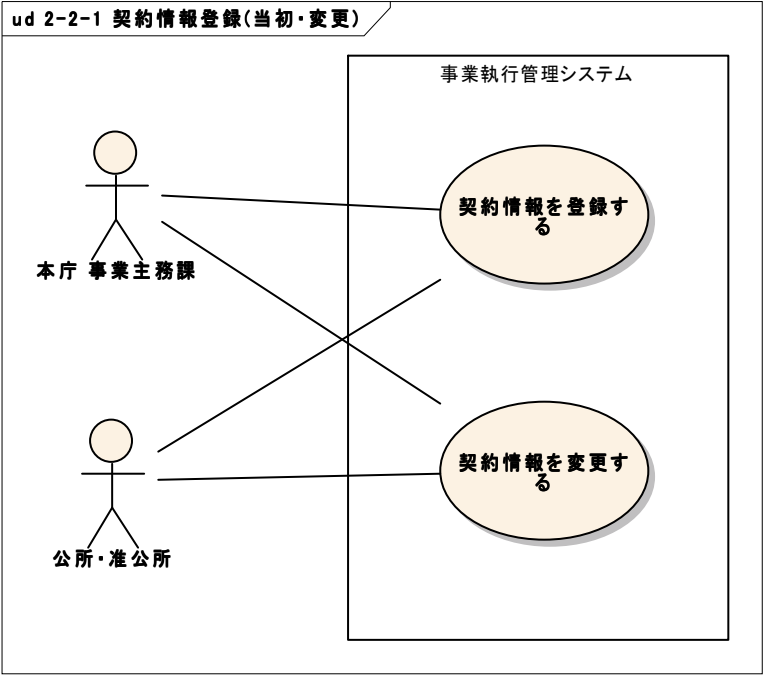 ud 2-2-1 契約情報登録(当初・変更)
事業執行管理システム
契約情報を登録す
る
本庁 事業主務課
契約情報を変更す
る
公所・准公所